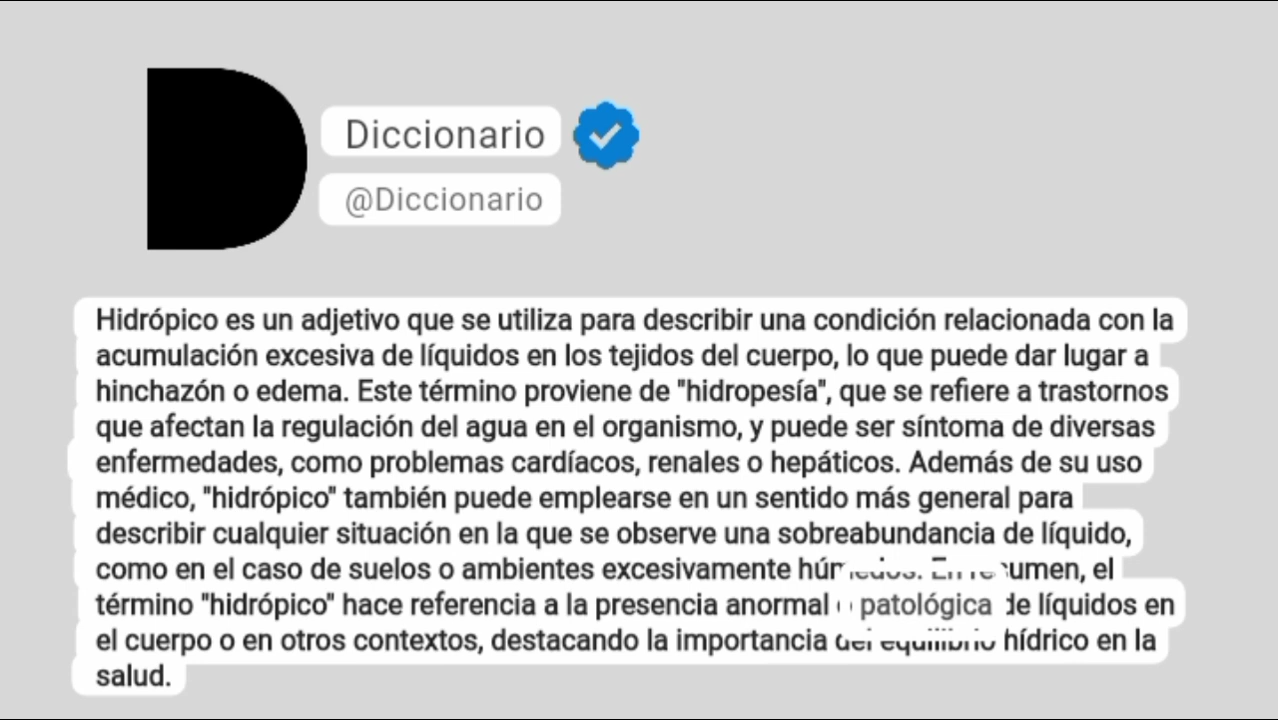 Diccionario
@Diccionario
Hidrópico es un adjetivo que se utiliza para describir una condición relacionada con la
acumulación excesiva de líquidos en los tejidos del cuerpo, lo que puede dar lugar a
hinchazón o edema. Este término proviene de "hidropesía", que se refiere a trastornos
que afectan la regulación del agua en el organismo, y puede ser síntoma de diversas
enfermedades, como problemas cardíacos, renales o hepáticos. Además de su uso
médico, "hidrópico" también puede emplearse en un sentido más general para
describir cualquier situación en la que se observe una sobreabundancia de líquido,
como en el caso de suelos o ambientes excesivamente húmedos. En resumen, el
término "hidrópico" hace referencia a la presencia anormal patológica de líquidos en
el cuerpo o en otros contextos, destacando la importancia del equilibrio hídrico en la
salud.